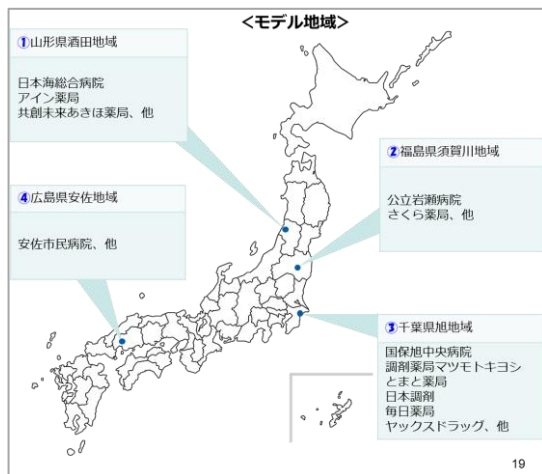 <モデル地域>
①山形県酒田地域
日本海総合病院
アイン薬局
共創未来あきほ薬局、他
②福島県須賀川地域
公立岩瀬病院
さくら薬局、他
④広島県安佐地域
安佐市民病院、他
③千葉県旭地域
国保旭中央病院
調剤薬局マツモトキヨシ
とまと薬局
日本調剤
毎日薬局
ヤックスドラッグ、他
19